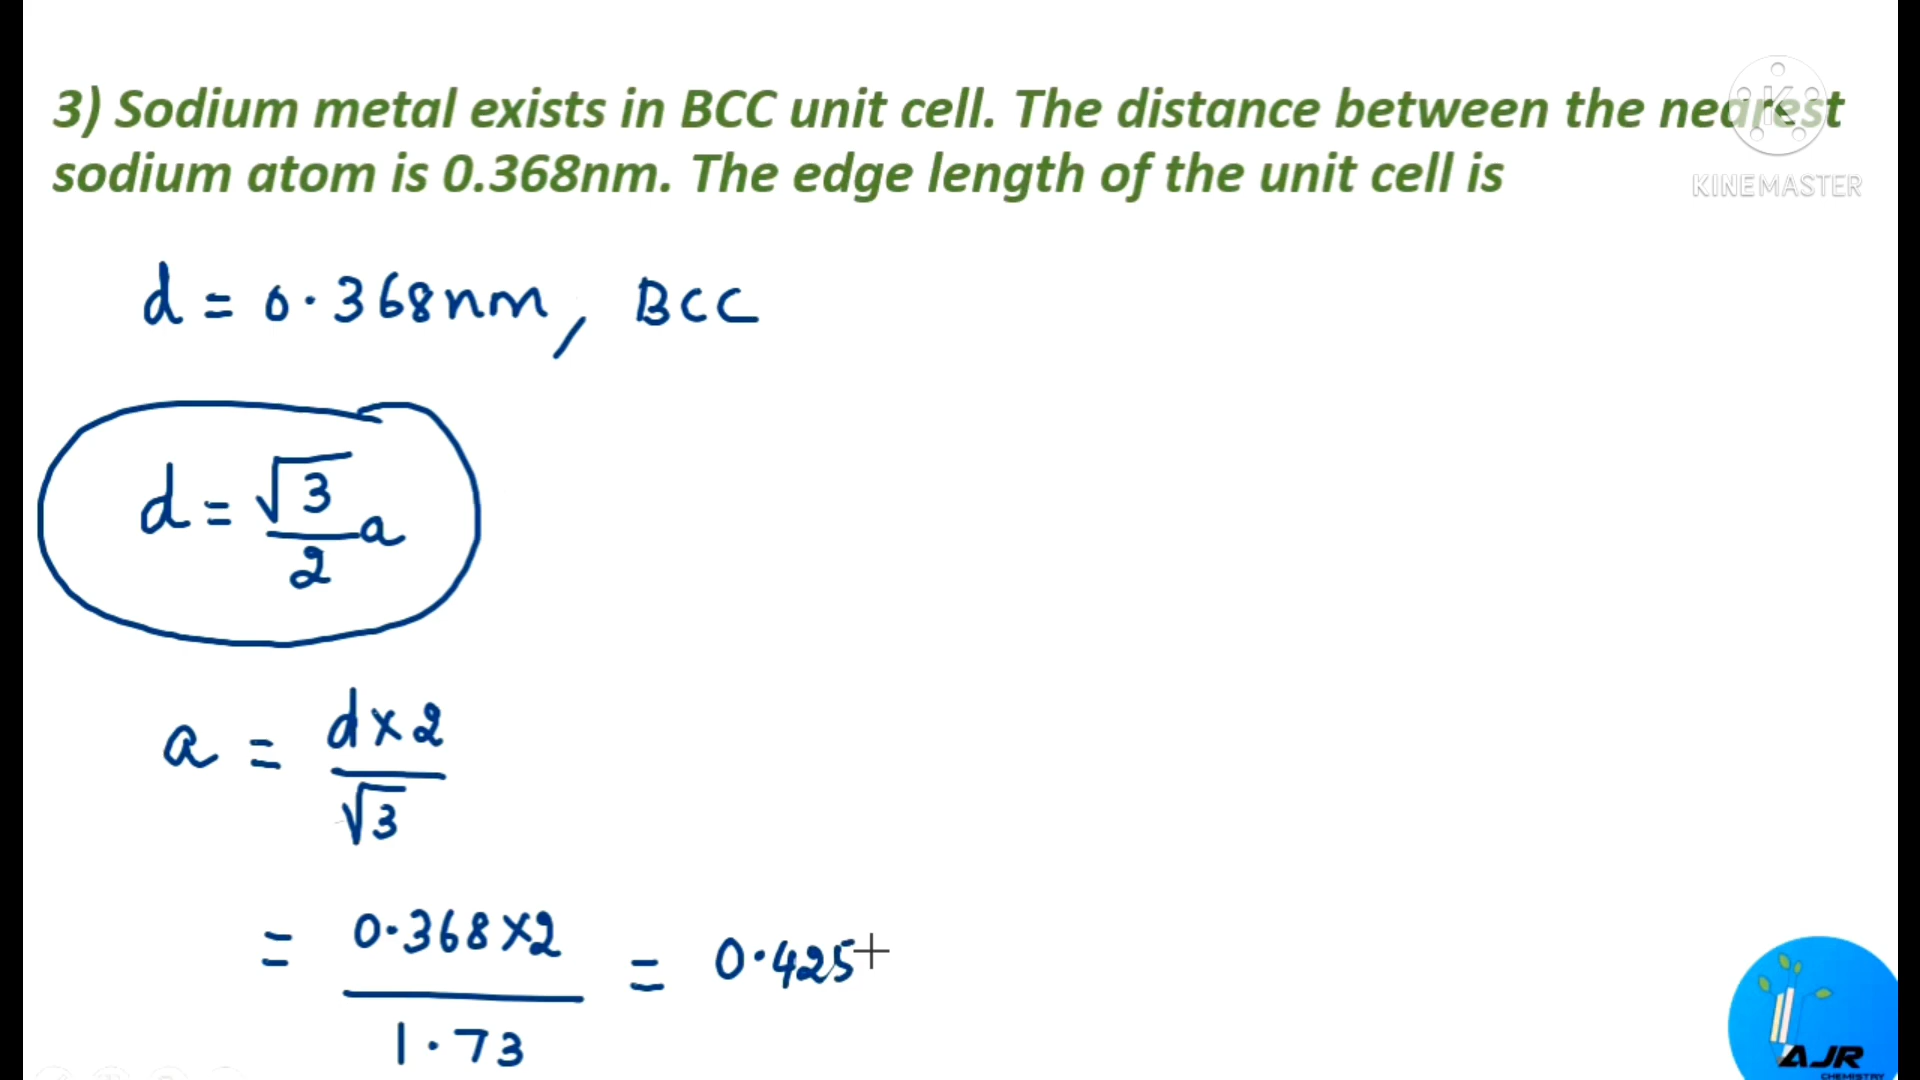 3) Sodium metal exists in BCC unit cell. The distance between the nearest
sodium atom is 0.368nm. The edge length of the unit cell is
KINEMASTER
d = 0.368nm, BCC
d = √3/2 a
a = d×2/√3
= 0.368×2/1.73 = 0.425
AJR
CHEMISTRY